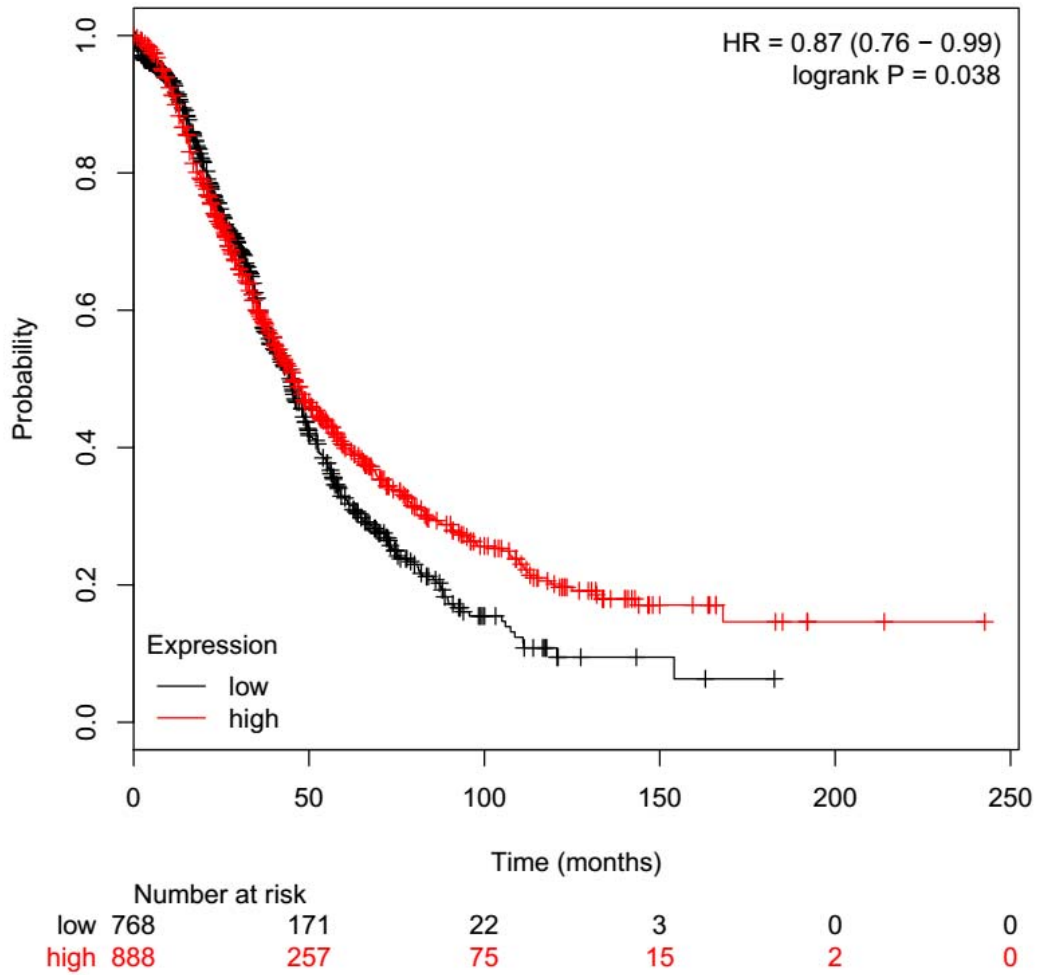 HR = 0.87 (0.76 − 0.99)
logrank P = 0.038
Probability
1.0
0.8
0.6
0.4
0.2
0.0
Expression
low
high
0 50 100 150 200 250
Time (months)
Number at risk
low 768 171 22 3 0 0
high 888 257 75 15 2 0